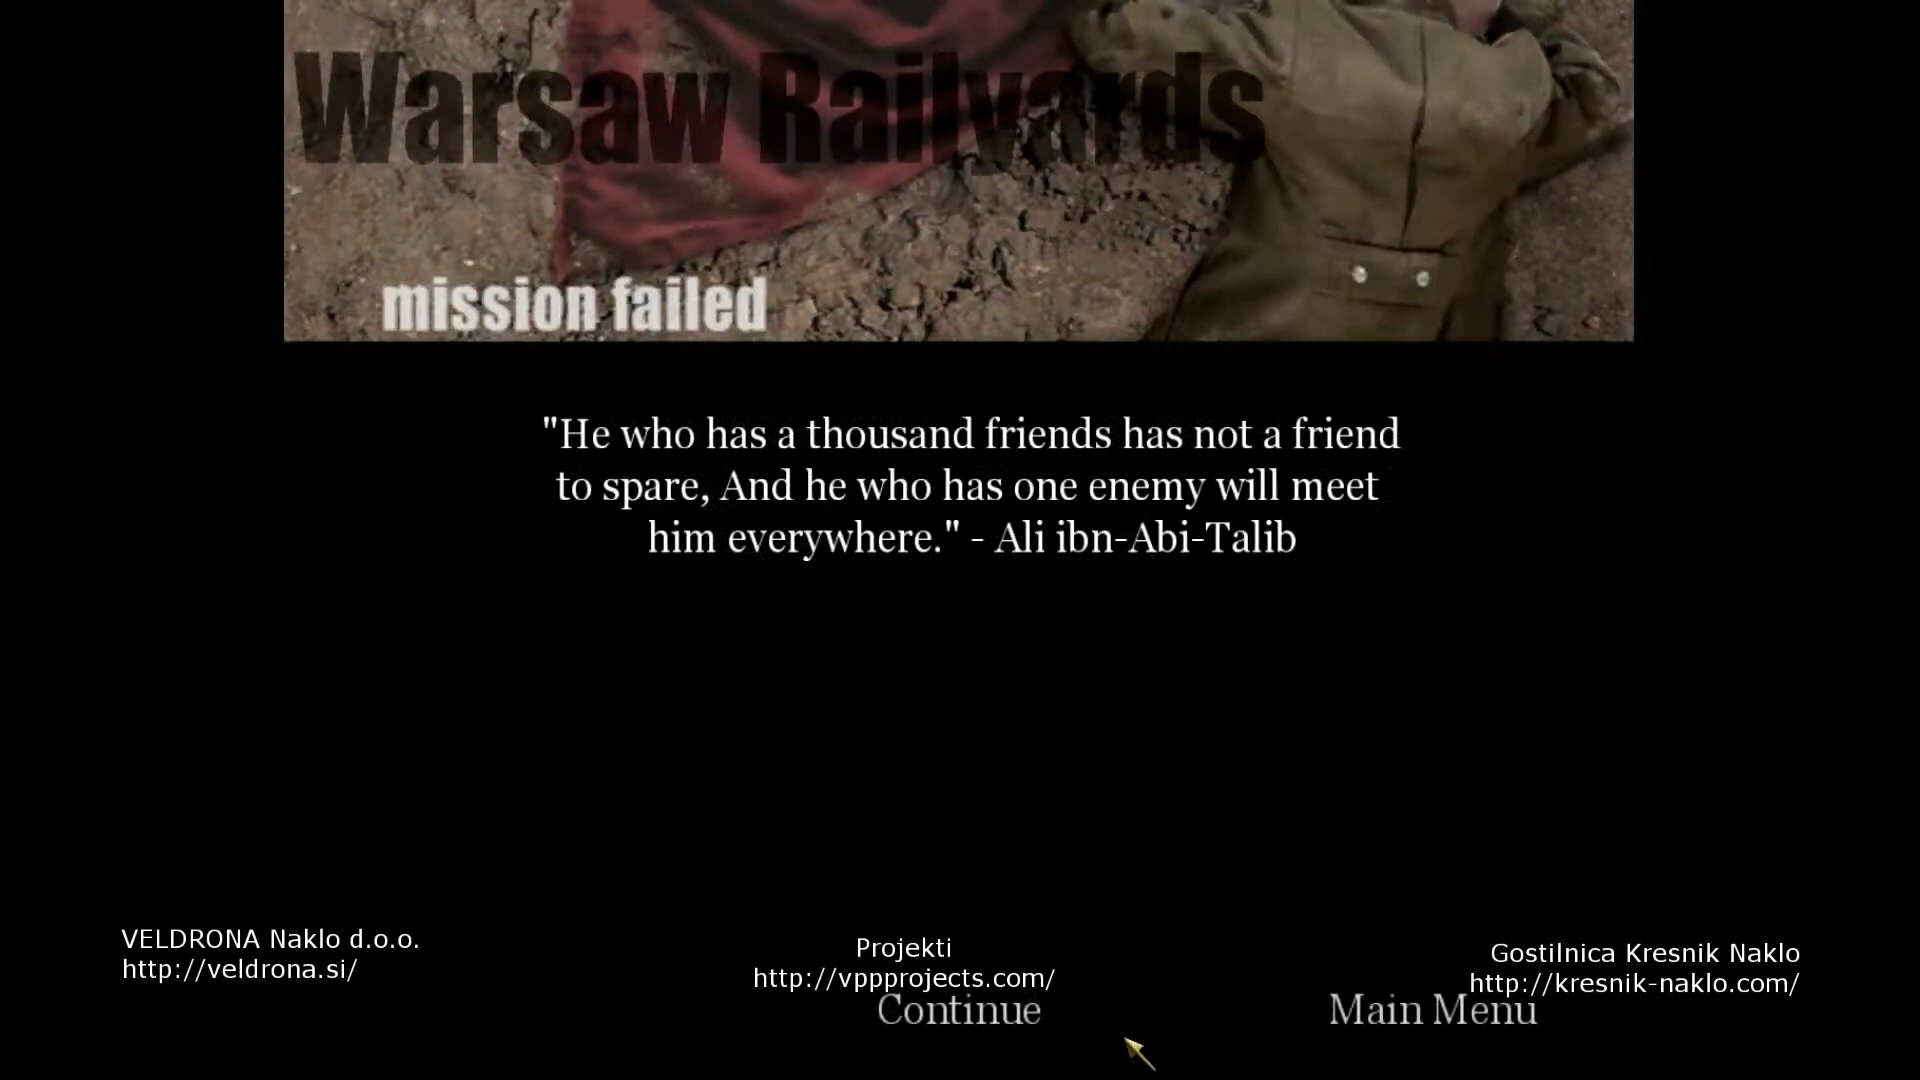 Warsaw Railyards
mission failed
"He who has a thousand friends has not a friend
to spare, And he who has one enemy will meet
him everywhere." - Ali ibn-Abi-Talib
VELDRONA Naklo d.o.o.
http://veldrona.si/
Projekti
http://vppprojects.com/
Gostilnica Kresnik Naklo
http://kresnik-naklo.com/
Continue
Main Menu